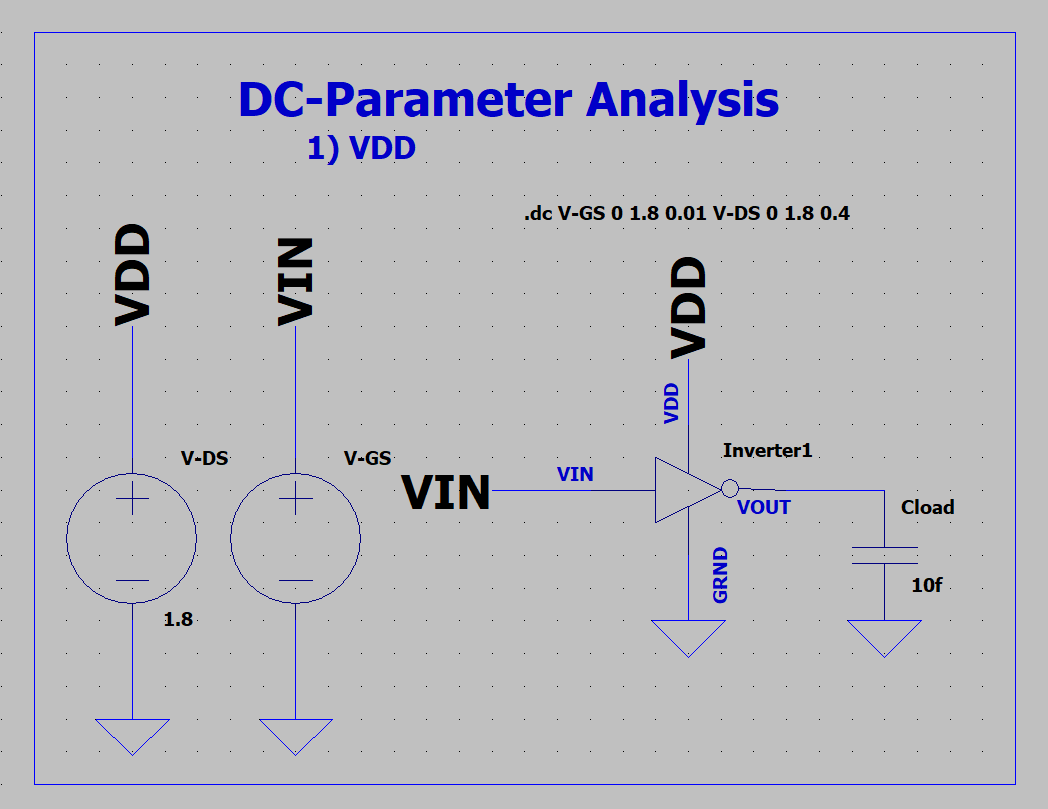 DC-Parameter Analysis
1) VDD
.dc V-GS 0 1.8 0.01 V-DS 0 1.8 0.4
VDD
VIN
VDD
VDD
V-DS
V-GS
Inverter1
VIN
VIN
VOUT
Cload
GRND
10f
1.8